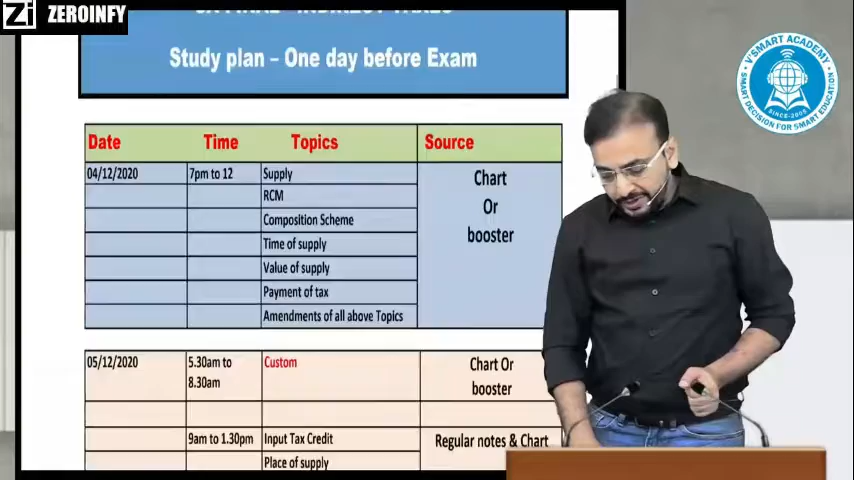 Zi ZEROINFY
Study plan – One day before Exam
Date Time Topics Source
04/12/2020 7pm to 12 Supply
RCM
Composition Scheme
Time of supply
Value of supply
Payment of tax
Amendments of all above Topics
Chart
Or
booster
05/12/2020 5.30am to
8.30am
Custom
Chart Or
booster
9am to 1.30pm Input Tax Credit Regular notes & Chart
Place of supply
V'SMART ACADEMY
SINCE-2005
SMART DECISION FOR SMART EDUCATION